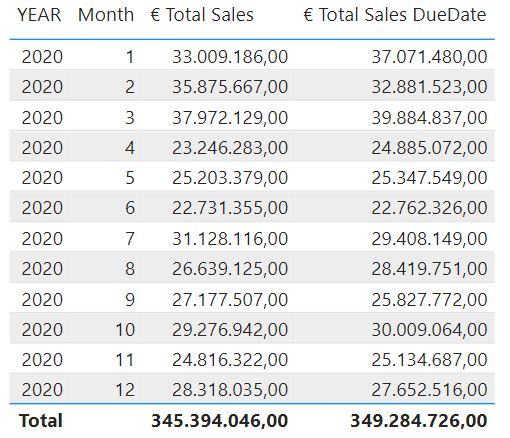 YEAR Month € Total Sales € Total Sales DueDate
2020 1 33.009.186,00 37.071.480,00
2020 2 35.875.667,00 32.881.523,00
2020 3 37.972.129,00 39.884.837,00
2020 4 23.246.283,00 24.885.072,00
2020 5 25.203.379,00 25.347.549,00
2020 6 22.731.355,00 22.762.326,00
2020 7 31.128.116,00 29.408.149,00
2020 8 26.639.125,00 28.419.751,00
2020 9 27.177.507,00 25.827.772,00
2020 10 29.276.942,00 30.009.064,00
2020 11 24.816.322,00 25.134.687,00
2020 12 28.318.035,00 27.652.516,00
Total 345.394.046,00 349.284.726,00